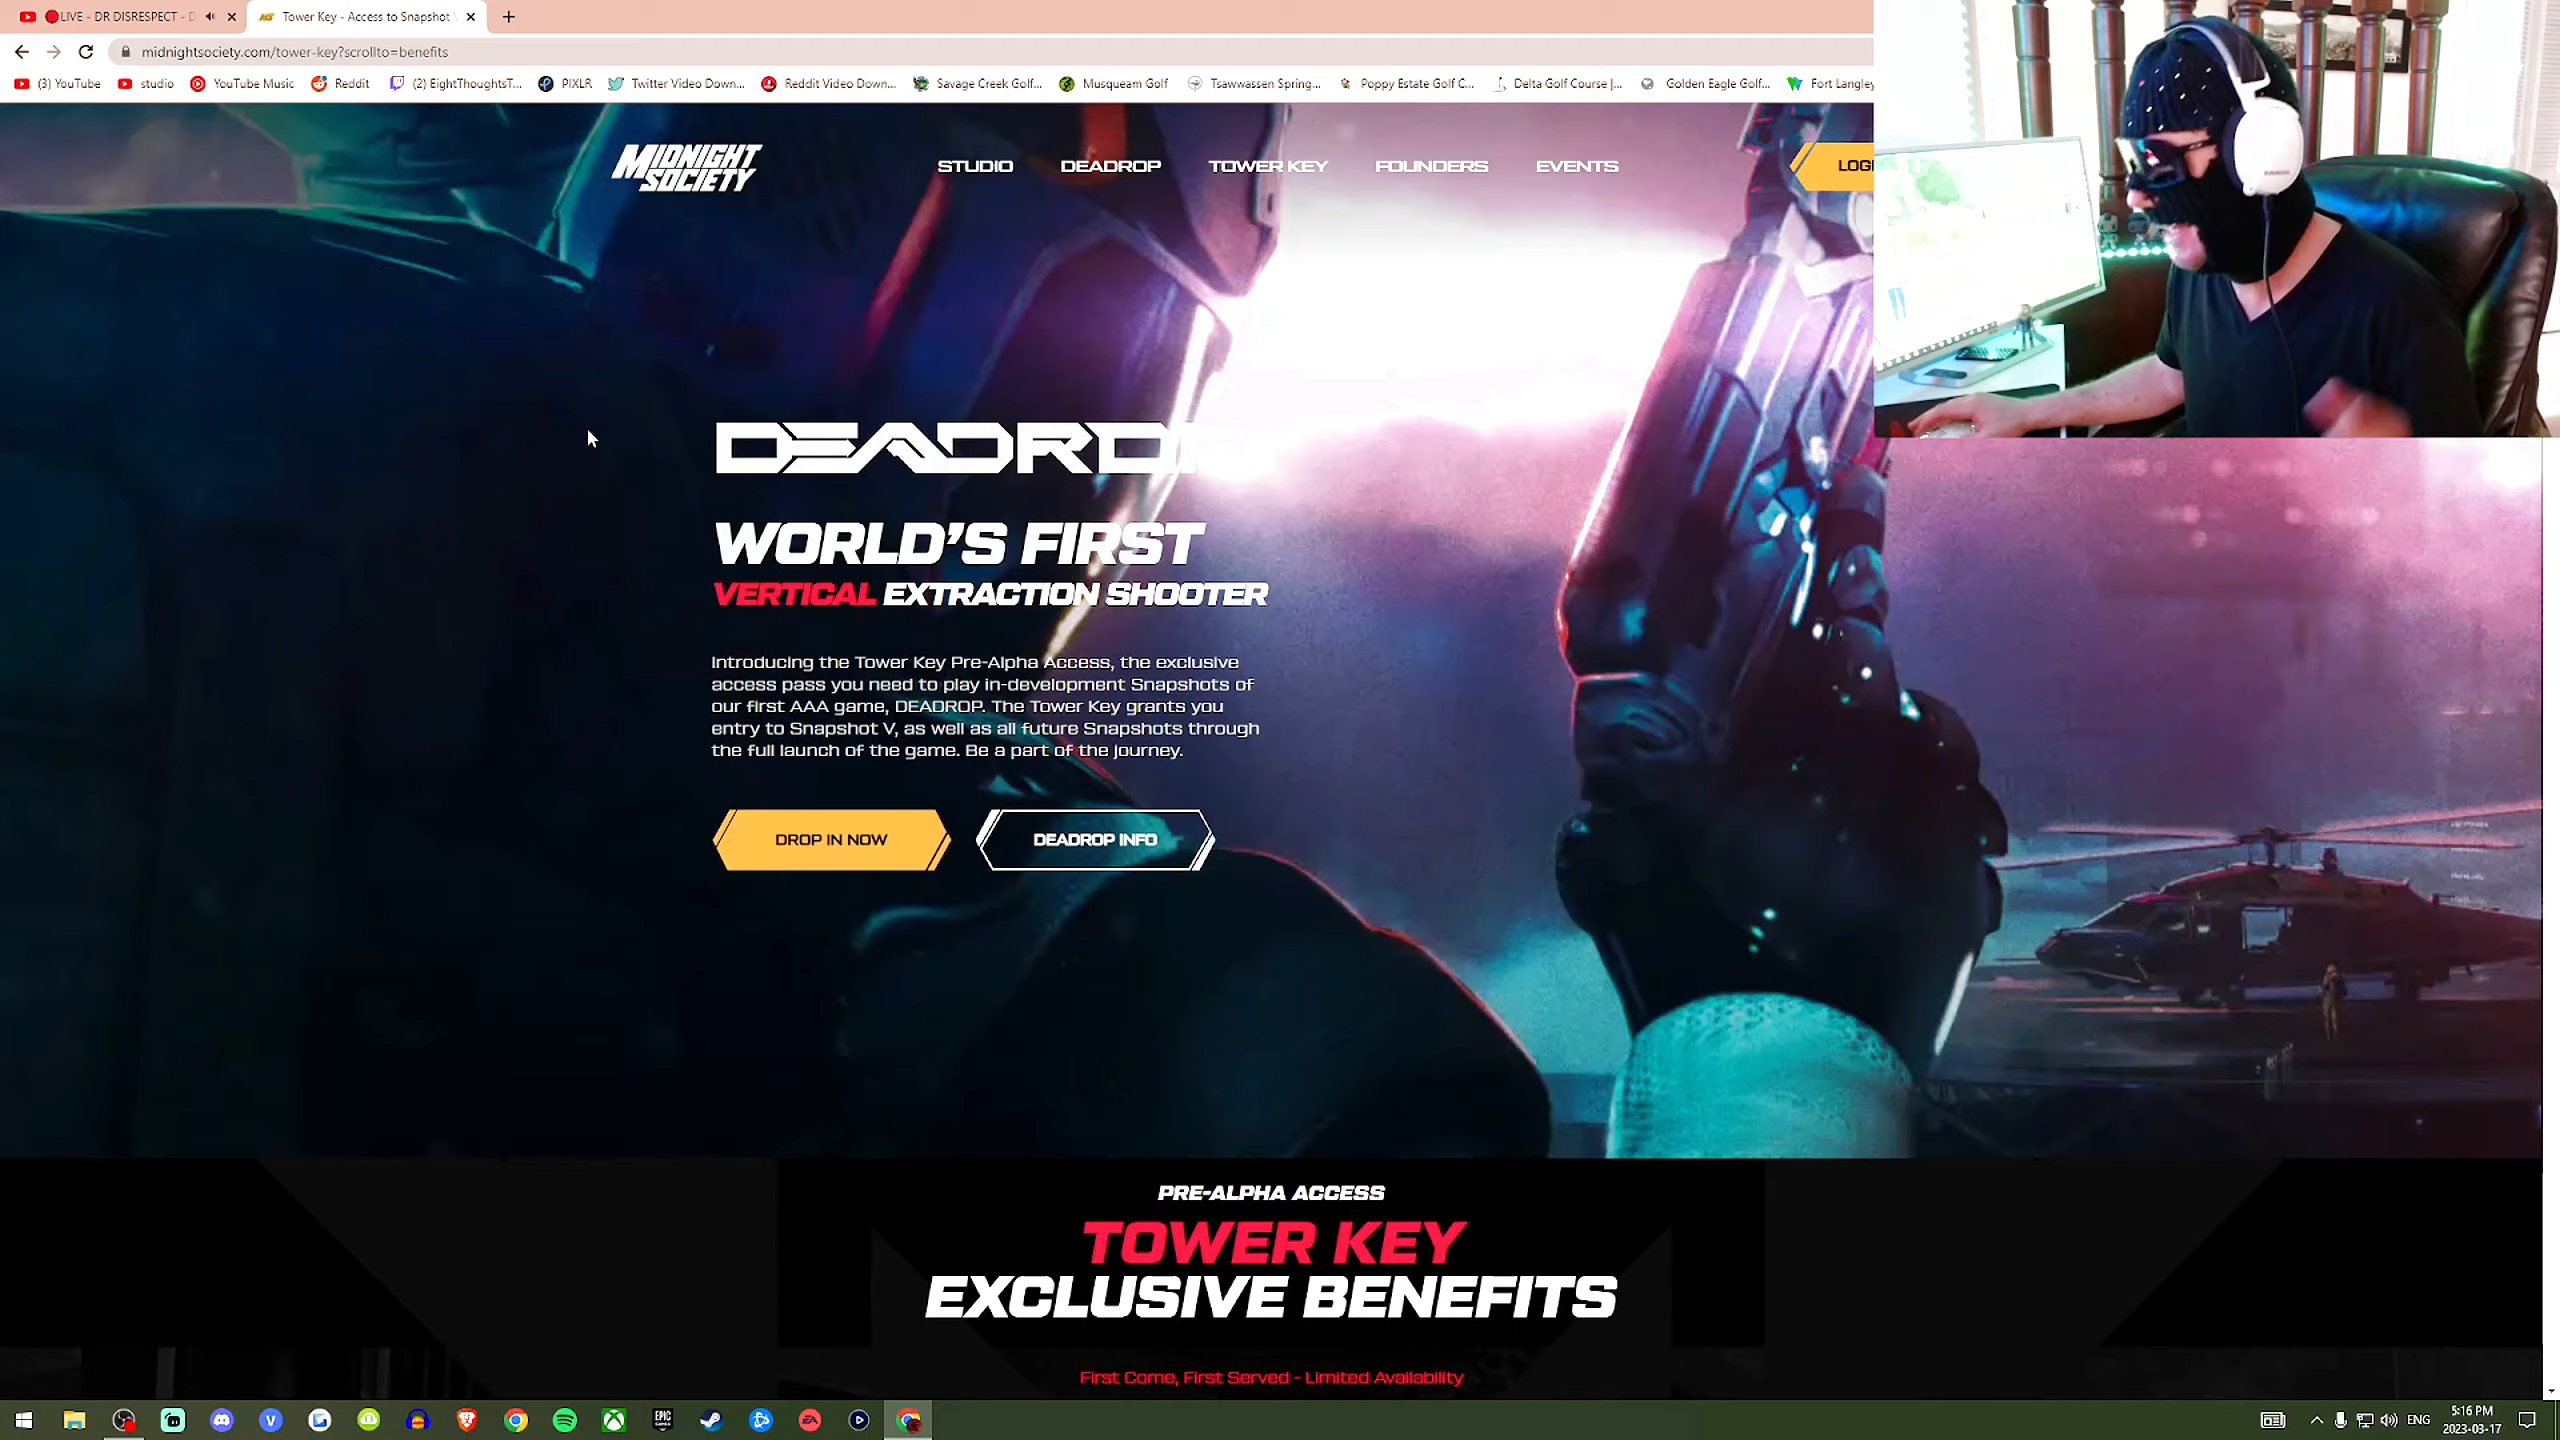 LIVE - DR DISRESPECT - D
Tower Key - Access to Snapshot V
midnightsociety.com/tower-key?scrollto=benefits
(3) YouTube
studio
YouTube Music
Reddit
(2) EightThoughtsT...
PIXLR
Twitter Video Down...
Reddit Video Down...
Savage Creek Golf...
Musqueam Golf
Tsawwassen Spring...
Poppy Estate Golf C...
Delta Golf Course |...
Golden Eagle Golf...
Fort Langley
MIDNIGHT
SOCIETY
STUDIO
DEADROP
TOWER KEY
FOUNDERS
EVENTS
LOGI
DEADROP
WORLD'S FIRST
VERTICAL EXTRACTION SHOOTER
Introducing the Tower Key Pre-Alpha Access, the exclusive
access pass you need to play in-development Snapshots of
our first AAA game, DEADROP. The Tower Key grants you
entry to Snapshot V, as well as all future Snapshots through
the full launch of the game. Be a part of the journey.
DROP IN NOW
DEADROP INFO
PRE-ALPHA ACCESS
TOWER KEY
EXCLUSIVE BENEFITS
First Come, First Served - Limited Availability
EPIC
GAMES
EA
ENG
5:16 PM
2023-03-17